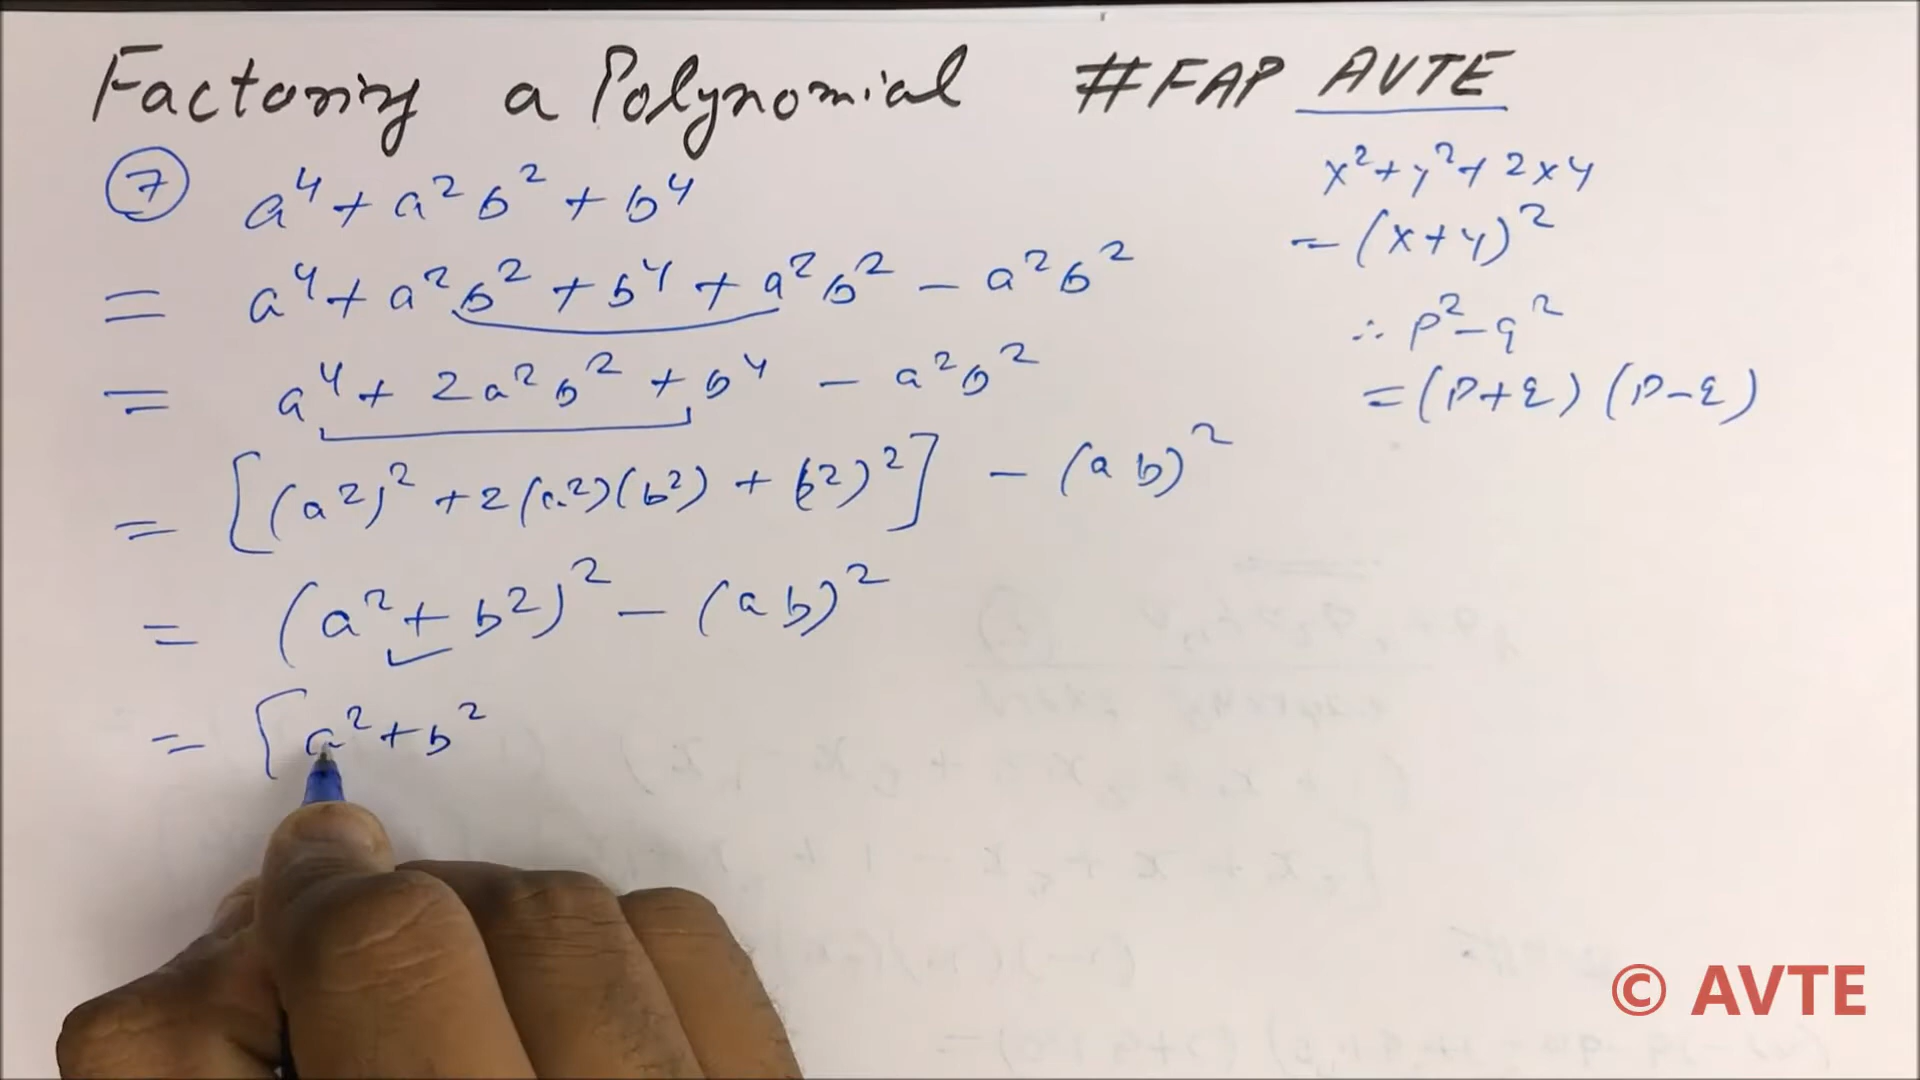 Factoring a Polynomial #FAP AVTE
⑦ a⁴ + a²b² + b⁴
= a⁴ + a²b² + b⁴ + a²b² - a²b²
= a⁴ + 2a²b² + b⁴ - a²b²
= [(a²)² + 2(a²)(b²) + (b²)²] - (ab)²
= (a² + b²)² - (ab)²
= [a² + b²
x² + y² + 2xy
= (x+y)²
∴ p² - q²
= (p+q) (p-q)
© AVTE